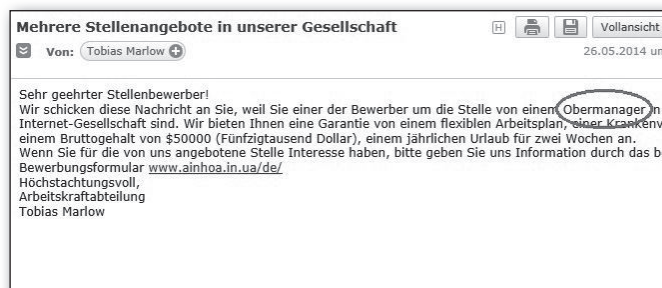 Mehrere Stellenangebote in unserer Gesellschaft H Vollansicht
Von: Tobias Marlow 26.05.2014 um
Sehr geehrter Stellenbewerber!
Wir schicken diese Nachricht an Sie, weil Sie einer der Bewerber um die Stelle von einem Obermanager in
Internet-Gesellschaft sind. Wir bieten Ihnen eine Garantie von einem flexiblen Arbeitsplan, einer Krankenv
einem Bruttogehalt von $50000 (Fünfzigtausend Dollar), einem jährlichen Urlaub für zwei Wochen an.
Wenn Sie für die von uns angebotene Stelle Interesse haben, bitte geben Sie uns Information durch das b
Bewerbungsformular www.ainhoa.in.ua/de/
Höchstachtungsvoll,
Arbeitskraftabteilung
Tobias Marlow